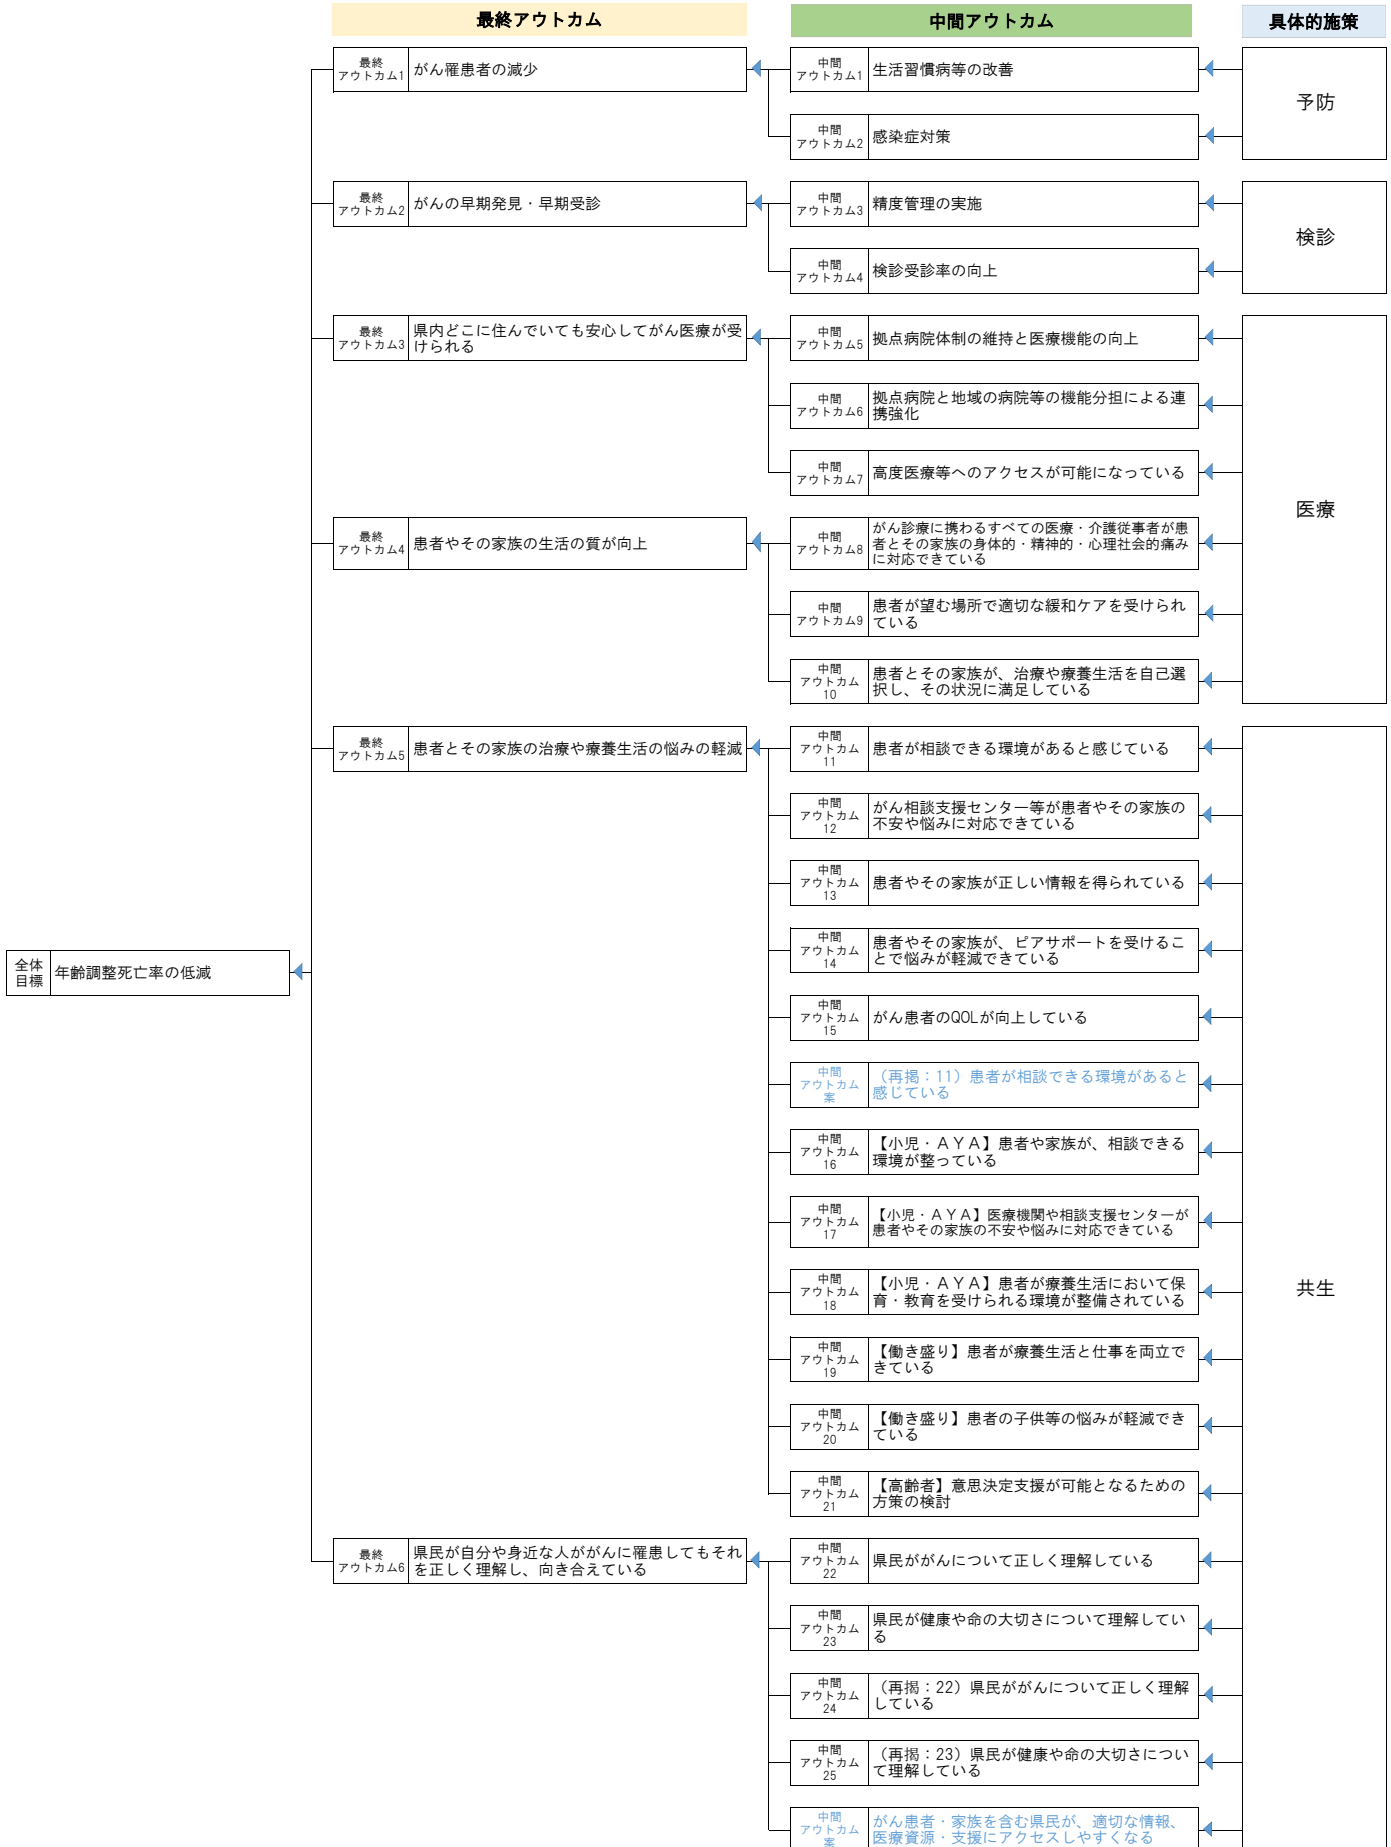 最終アウトカム
中間アウトカム
具体的施策
最終
アウトカム1
がん罹患者の減少
中間
アウトカム1
生活習慣病等の改善
予防
中間
アウトカム2
感染症対策
最終
アウトカム2
がんの早期発見・早期受診
中間
アウトカム3
精度管理の実施
検診
中間
アウトカム4
検診受診率の向上
最終
アウトカム3
県内どこに住んでいても安心してがん医療が受
けられる
中間
アウトカム5
拠点病院体制の維持と医療機能の向上
中間
アウトカム6
拠点病院と地域の病院等の機能分担による連
携強化
中間
アウトカム7
高度医療等へのアクセスが可能になっている
医療
最終
アウトカム4
患者やその家族の生活の質が向上
中間
アウトカム8
がん診療に携わるすべての医療・介護従事者が患
者とその家族の身体的・精神的・心理社会的痛み
に対応できている
中間
アウトカム9
患者が望む場所で適切な緩和ケアを受けられ
ている
中間
アウトカム
10
患者とその家族が、治療や療養生活を自己選
択し、その状況に満足している
最終
アウトカム5
患者とその家族の治療や療養生活の悩みの軽減
中間
アウトカム
11
患者が相談できる環境があると感じている
中間
アウトカム
12
がん相談支援センター等が患者やその家族の
不安や悩みに対応できている
中間
アウトカム
13
患者やその家族が正しい情報を得られている
中間
アウトカム
14
患者やその家族が、ピアサポートを受けるこ
とで悩みが軽減できている
全体
目標
年齢調整死亡率の低減
中間
アウトカム
15
がん患者のQOLが向上している
中間
アウトカム
案
（再掲：11）患者が相談できる環境があると
感じている
中間
アウトカム
16
【小児・ＡＹＡ】患者や家族が、相談できる
環境が整っている
中間
アウトカム
17
【小児・ＡＹＡ】医療機関や相談支援センターが
患者やその家族の不安や悩みに対応できている
中間
アウトカム
18
【小児・ＡＹＡ】患者が療養生活において保
育・教育を受けられる環境が整備されている
共生
中間
アウトカム
19
【働き盛り】患者が療養生活と仕事を両立で
きている
中間
アウトカム
20
【働き盛り】患者の子供等の悩みが軽減でき
ている
中間
アウトカム
21
【高齢者】意思決定支援が可能となるための
方策の検討
最終
アウトカム6
県民が自分や身近な人ががんに罹患してもそれ
を正しく理解し、向き合えている
中間
アウトカム
22
県民ががんについて正しく理解している
中間
アウトカム
23
県民が健康や命の大切さについて理解してい
る
中間
アウトカム
24
（再掲：22）県民ががんについて正しく理解
している
中間
アウトカム
25
（再掲：23）県民が健康や命の大切さについ
て理解している
中間
アウトカム
案
がん患者・家族を含む県民が、適切な情報、
医療資源・支援にアクセスしやすくなる